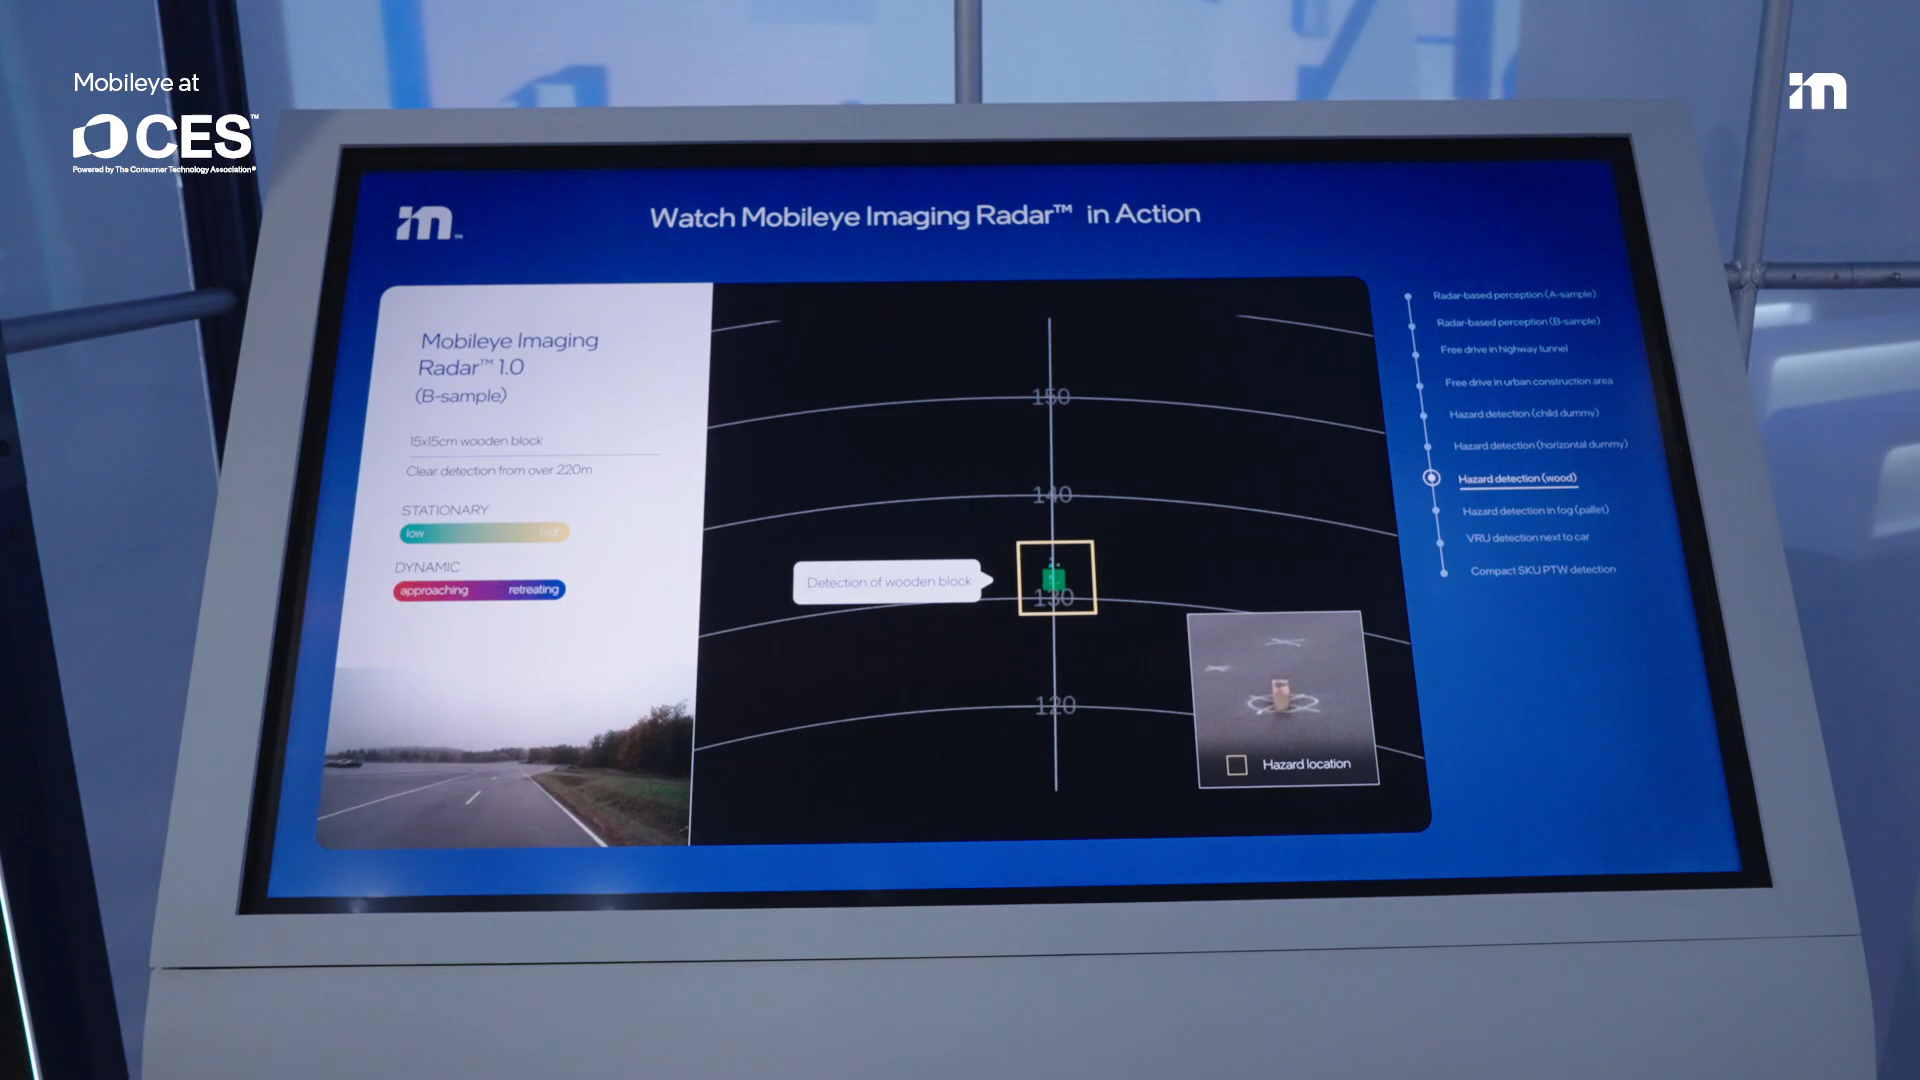 Mobileye at
CES™
Powered by The Consumer Technology Association®
m
m™
Watch Mobileye Imaging Radar™ in Action
Mobileye Imaging
Radar™ 1.0
(B-sample)
15x15cm wooden block
Clear detection from over 220m
STATIONARY
low
DYNAMIC
approaching retreating
150
140
130
120
Detection of wooden block
Hazard location
Radar-based perception (A-sample)
Radar-based perception (B-sample)
Free drive in highway tunnel
Free drive in urban construction area
Hazard detection (child dummy)
Hazard detection (horizontal dummy)
Hazard detection (wood)
Hazard detection in fog (pallet)
VRU detection next to car
Compact SKU PTW detection